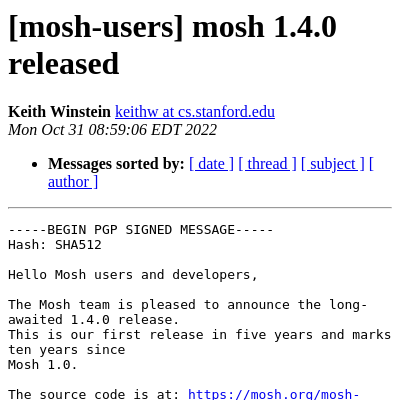 [mosh-users] mosh 1.4.0
released
Keith Winstein keithw at cs.stanford.edu
Mon Oct 31 08:59:06 EDT 2022
Messages sorted by: [ date ] [ thread ] [ subject ] [
author ]
-----BEGIN PGP SIGNED MESSAGE-----
Hash: SHA512
Hello Mosh users and developers,
The Mosh team is pleased to announce the long-
awaited 1.4.0 release.
This is our first release in five years and marks
ten years since
Mosh 1.0.
The source code is at: https://mosh.org/mosh-